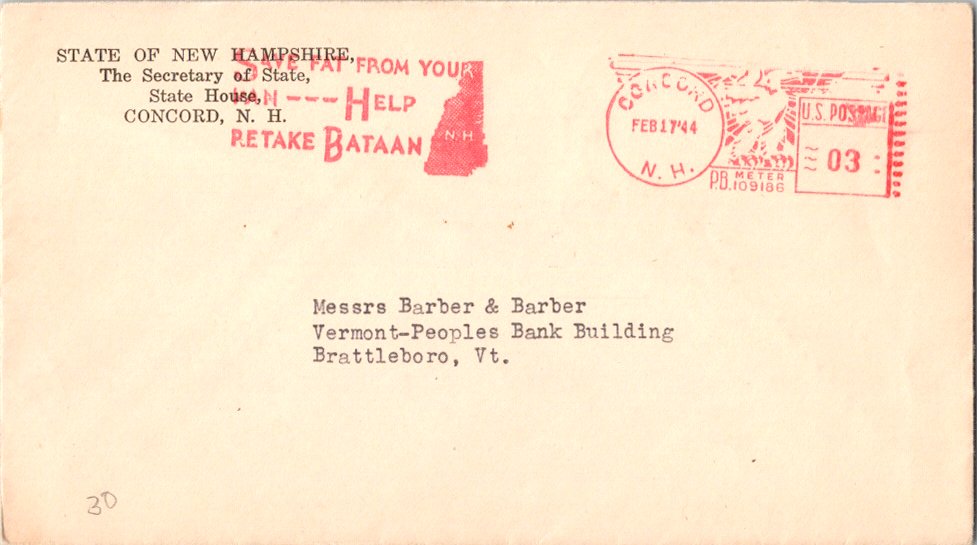 STATE OF NEW HAMPSHIRE,
The Secretary of State,
State House,
CONCORD, N. H.
SAVE FAT FROM YOUR
PAN --- HELP
RETAKE BATAAN
N·H
CONCORD
FEB 17 '44
N. H.
P.B. METER
109186
U.S. POSTAGE
03
Messrs Barber & Barber
Vermont-Peoples Bank Building
Brattleboro, Vt.
30